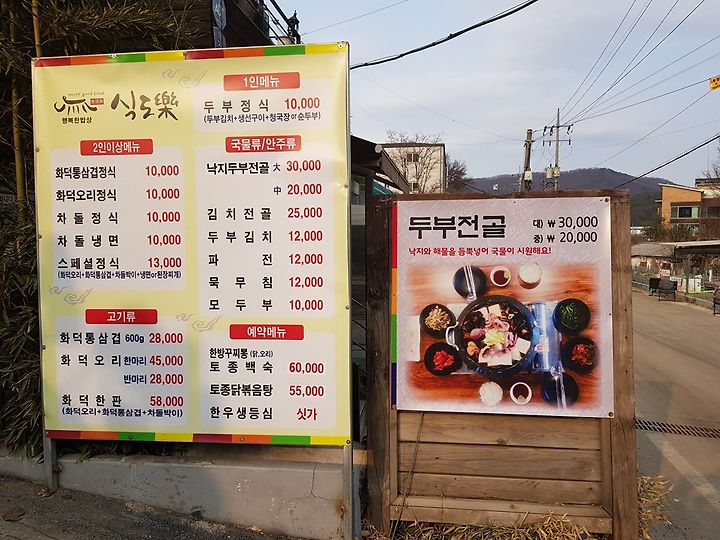 식도樂
행복한밥상
1인메뉴
두부정식 10,000
(두부김치+생선구이+청국장 or 순두부)
2인이상메뉴
화덕통삼겹정식 10,000
화덕오리정식 10,000
차돌정식 10,000
차돌냉면 10,000
스페셜정식 13,000
(화덕오리+화덕통삼겹+차돌박이+냉면or된장찌개)
국물류/안주류
낙지두부전골 大 30,000
中 20,000
김치전골 25,000
두부김치 12,000
파전 12,000
묵무침 12,000
모두부 10,000
고기류
화덕통삼겹 600g 28,000
화덕오리 한마리 45,000
반마리 28,000
화덕한판 58,000
(화덕오리+화덕통삼겹+차돌박이)
예약메뉴
한방꾸찌뽕 (닭,오리)
토종백숙 60,000
토종닭볶음탕 55,000
한우생등심 싯가
두부전골
대) ₩ 30,000
중) ₩ 20,000
낙지와 해물을 듬북넣어 국물이 시원해요!